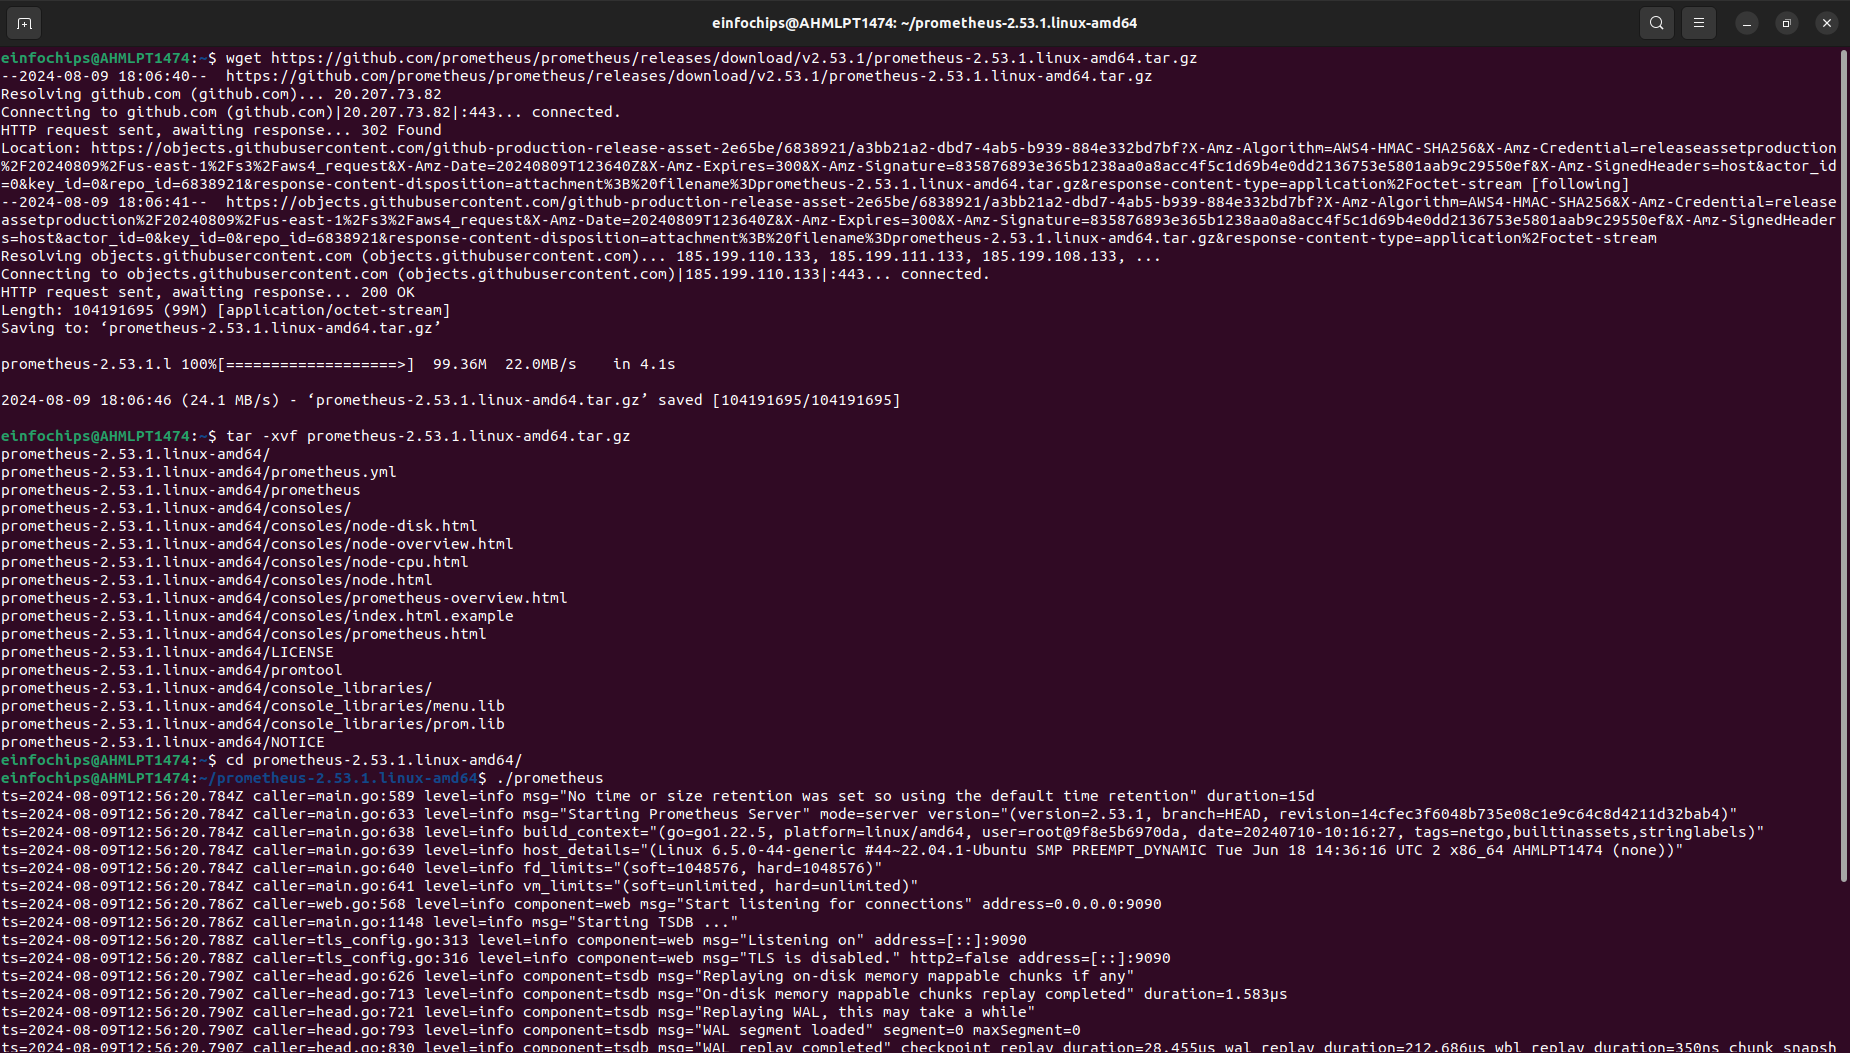 einfochips@AHMLPT1474: ~/prometheus-2.53.1.linux-amd64
einfochips@AHMLPT1474:~$ wget https://github.com/prometheus/prometheus/releases/download/v2.53.1/prometheus-2.53.1.linux-amd64.tar.gz
--2024-08-09 18:06:40--  https://github.com/prometheus/prometheus/releases/download/v2.53.1/prometheus-2.53.1.linux-amd64.tar.gz
Resolving github.com (github.com)... 20.207.73.82
Connecting to github.com (github.com)|20.207.73.82|:443... connected.
HTTP request sent, awaiting response... 302 Found
Location: https://objects.githubusercontent.com/github-production-release-asset-2e65be/6838921/a3bb21a2-dbd7-4ab5-b939-884e332bd7bf?X-Amz-Algorithm=AWS4-HMAC-SHA256&X-Amz-Credential=releaseassetproduction
%2F20240809%2Fus-east-1%2Fs3%2Faws4_request&X-Amz-Date=20240809T123640Z&X-Amz-Expires=300&X-Amz-Signature=835876893e365b1238aa0a8acc4f5c1d69b4e0dd2136753e5801aab9c29550ef&X-Amz-SignedHeaders=host&actor_id
=0&key_id=0&repo_id=6838921&response-content-disposition=attachment%3B%20filename%3Dprometheus-2.53.1.linux-amd64.tar.gz&response-content-type=application%2Foctet-stream [following]
--2024-08-09 18:06:41--  https://objects.githubusercontent.com/github-production-release-asset-2e65be/6838921/a3bb21a2-dbd7-4ab5-b939-884e332bd7bf?X-Amz-Algorithm=AWS4-HMAC-SHA256&X-Amz-Credential=release
assetproduction%2F20240809%2Fus-east-1%2Fs3%2Faws4_request&X-Amz-Date=20240809T123640Z&X-Amz-Expires=300&X-Amz-Signature=835876893e365b1238aa0a8acc4f5c1d69b4e0dd2136753e5801aab9c29550ef&X-Amz-SignedHeader
s=host&actor_id=0&key_id=0&repo_id=6838921&response-content-disposition=attachment%3B%20filename%3Dprometheus-2.53.1.linux-amd64.tar.gz&response-content-type=application%2Foctet-stream
Resolving objects.githubusercontent.com (objects.githubusercontent.com)... 185.199.110.133, 185.199.111.133, 185.199.108.133, ...
Connecting to objects.githubusercontent.com (objects.githubusercontent.com)|185.199.110.133|:443... connected.
HTTP request sent, awaiting response... 200 OK
Length: 104191695 (99M) [application/octet-stream]
Saving to: ‘prometheus-2.53.1.linux-amd64.tar.gz’
prometheus-2.53.1.l 100%[===================>]  99.36M  22.0MB/s    in 4.1s
2024-08-09 18:06:46 (24.1 MB/s) - ‘prometheus-2.53.1.linux-amd64.tar.gz’ saved [104191695/104191695]
einfochips@AHMLPT1474:~$ tar -xvf prometheus-2.53.1.linux-amd64.tar.gz
prometheus-2.53.1.linux-amd64/
prometheus-2.53.1.linux-amd64/prometheus.yml
prometheus-2.53.1.linux-amd64/prometheus
prometheus-2.53.1.linux-amd64/consoles/
prometheus-2.53.1.linux-amd64/consoles/node-disk.html
prometheus-2.53.1.linux-amd64/consoles/node-overview.html
prometheus-2.53.1.linux-amd64/consoles/node-cpu.html
prometheus-2.53.1.linux-amd64/consoles/node.html
prometheus-2.53.1.linux-amd64/consoles/prometheus-overview.html
prometheus-2.53.1.linux-amd64/consoles/index.html.example
prometheus-2.53.1.linux-amd64/consoles/prometheus.html
prometheus-2.53.1.linux-amd64/LICENSE
prometheus-2.53.1.linux-amd64/promtool
prometheus-2.53.1.linux-amd64/console_libraries/
prometheus-2.53.1.linux-amd64/console_libraries/menu.lib
prometheus-2.53.1.linux-amd64/console_libraries/prom.lib
prometheus-2.53.1.linux-amd64/NOTICE
einfochips@AHMLPT1474:~$ cd prometheus-2.53.1.linux-amd64/
einfochips@AHMLPT1474:~/prometheus-2.53.1.linux-amd64$ ./prometheus
ts=2024-08-09T12:56:20.784Z caller=main.go:589 level=info msg="No time or size retention was set so using the default time retention" duration=15d
ts=2024-08-09T12:56:20.784Z caller=main.go:633 level=info msg="Starting Prometheus Server" mode=server version="(version=2.53.1, branch=HEAD, revision=14cfec3f6048b735e08c1e9c64c8d4211d32bab4)"
ts=2024-08-09T12:56:20.784Z caller=main.go:638 level=info build_context="(go=go1.22.5, platform=linux/amd64, user=root@9f8e5b6970da, date=20240710-10:16:27, tags=netgo,builtinassets,stringlabels)"
ts=2024-08-09T12:56:20.784Z caller=main.go:639 level=info host_details="(Linux 6.5.0-44-generic #44~22.04.1-Ubuntu SMP PREEMPT_DYNAMIC Tue Jun 18 14:36:16 UTC 2 x86_64 AHMLPT1474 (none))"
ts=2024-08-09T12:56:20.784Z caller=main.go:640 level=info fd_limits="(soft=1048576, hard=1048576)"
ts=2024-08-09T12:56:20.784Z caller=main.go:641 level=info vm_limits="(soft=unlimited, hard=unlimited)"
ts=2024-08-09T12:56:20.786Z caller=web.go:568 level=info component=web msg="Start listening for connections" address=0.0.0.0:9090
ts=2024-08-09T12:56:20.786Z caller=main.go:1148 level=info msg="Starting TSDB ..."
ts=2024-08-09T12:56:20.788Z caller=tls_config.go:313 level=info component=web msg="Listening on" address=[::]:9090
ts=2024-08-09T12:56:20.788Z caller=tls_config.go:316 level=info component=web msg="TLS is disabled." http2=false address=[::]:9090
ts=2024-08-09T12:56:20.790Z caller=head.go:626 level=info component=tsdb msg="Replaying on-disk memory mappable chunks if any"
ts=2024-08-09T12:56:20.790Z caller=head.go:713 level=info component=tsdb msg="On-disk memory mappable chunks replay completed" duration=1.583µs
ts=2024-08-09T12:56:20.790Z caller=head.go:721 level=info component=tsdb msg="Replaying WAL, this may take a while"
ts=2024-08-09T12:56:20.790Z caller=head.go:793 level=info component=tsdb msg="WAL segment loaded" segment=0 maxSegment=0
ts=2024-08-09T12:56:20.790Z caller=head.go:830 level=info component=tsdb msg="WAL replay completed" checkpoint_replay_duration=28.455µs wal_replay_duration=212.686µs wbl_replay_duration=350ns chunk_snapsh